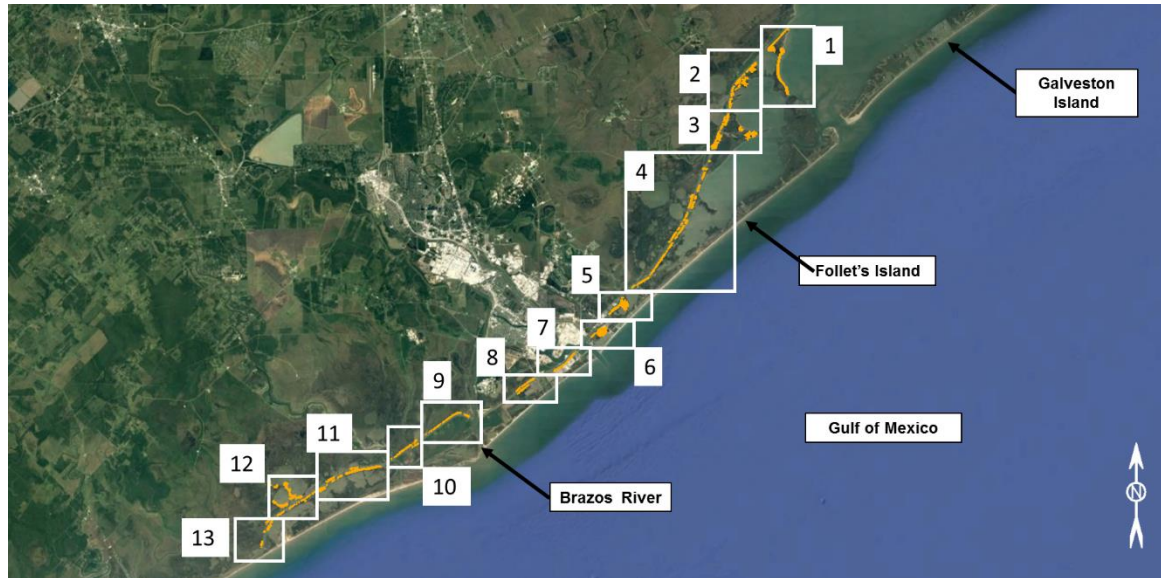 1
2
Galveston
Island
3
4
Follet's Island
5
7
6
8
9
Gulf of Mexico
11
12
10
Brazos River
N
13